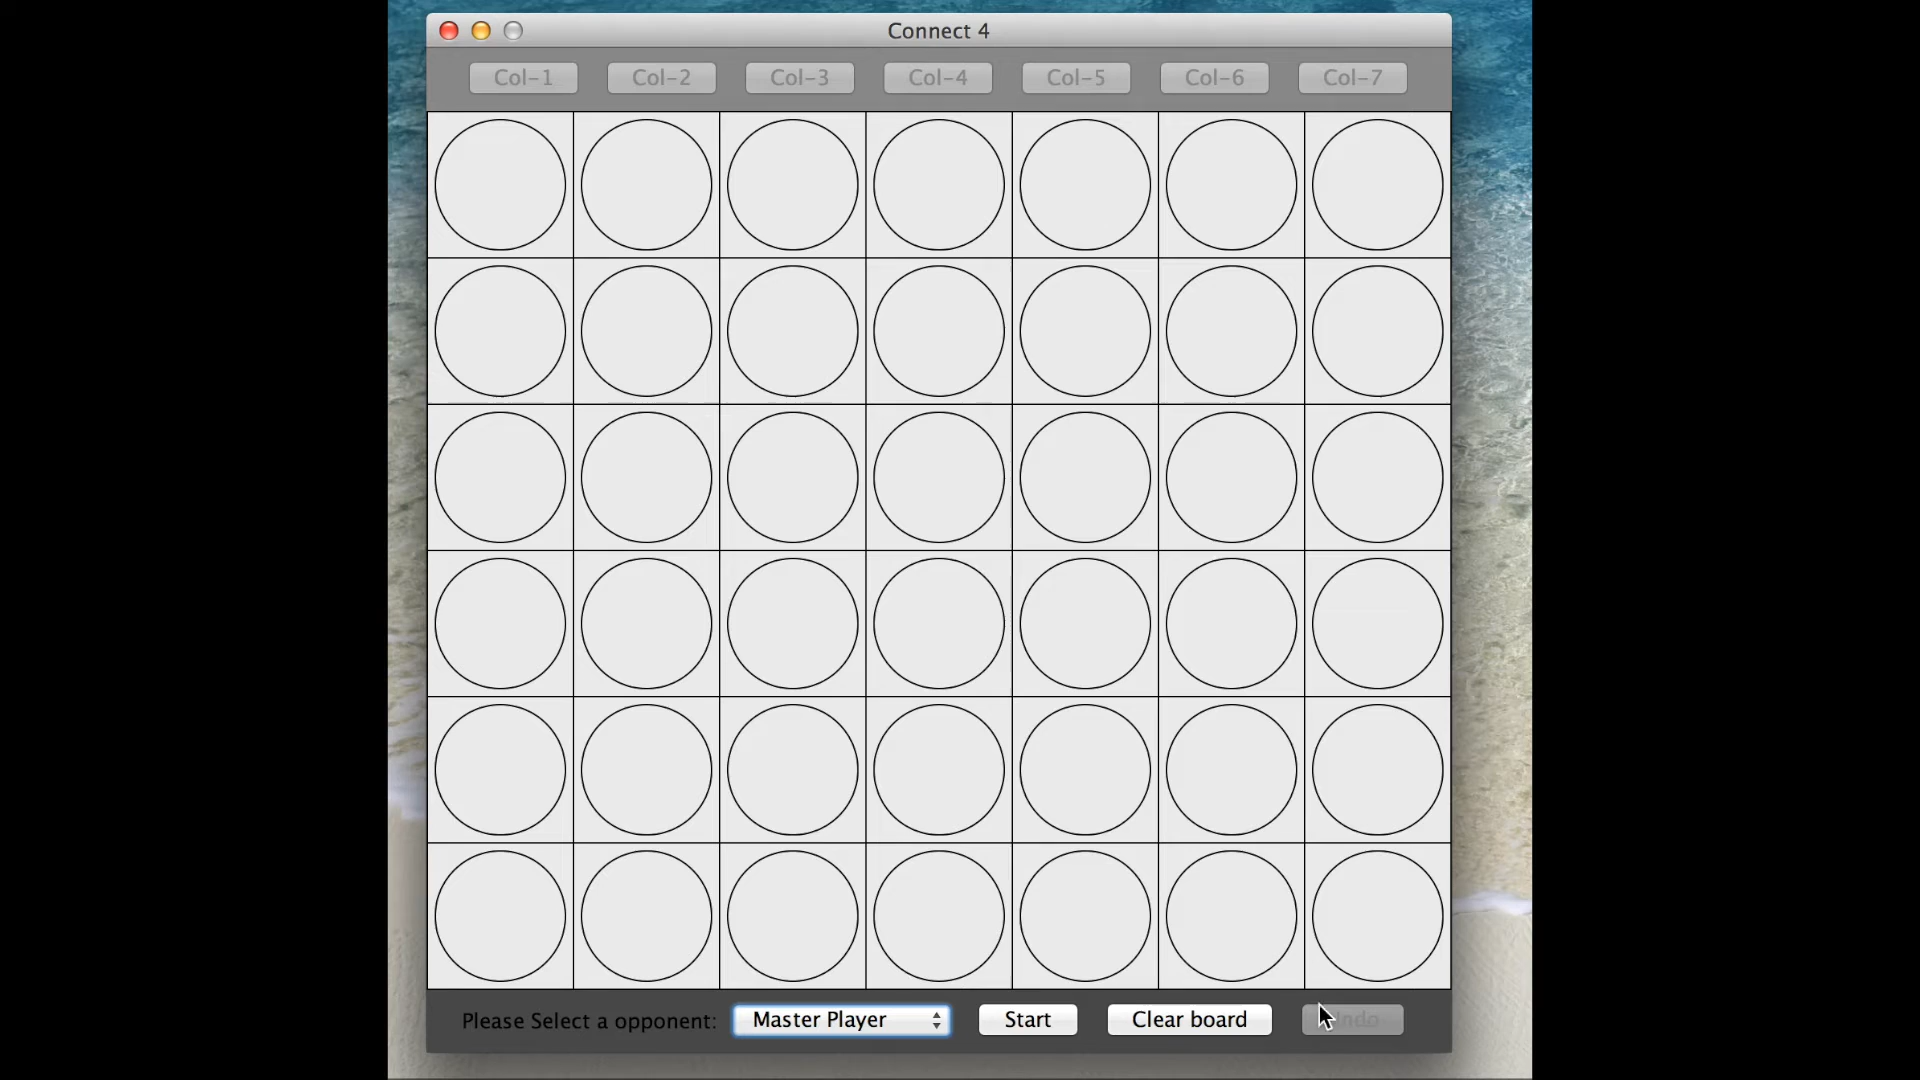 Connect 4
Col-1 Col-2 Col-3 Col-4 Col-5 Col-6 Col-7
Please Select a opponent: Master Player Start Clear board